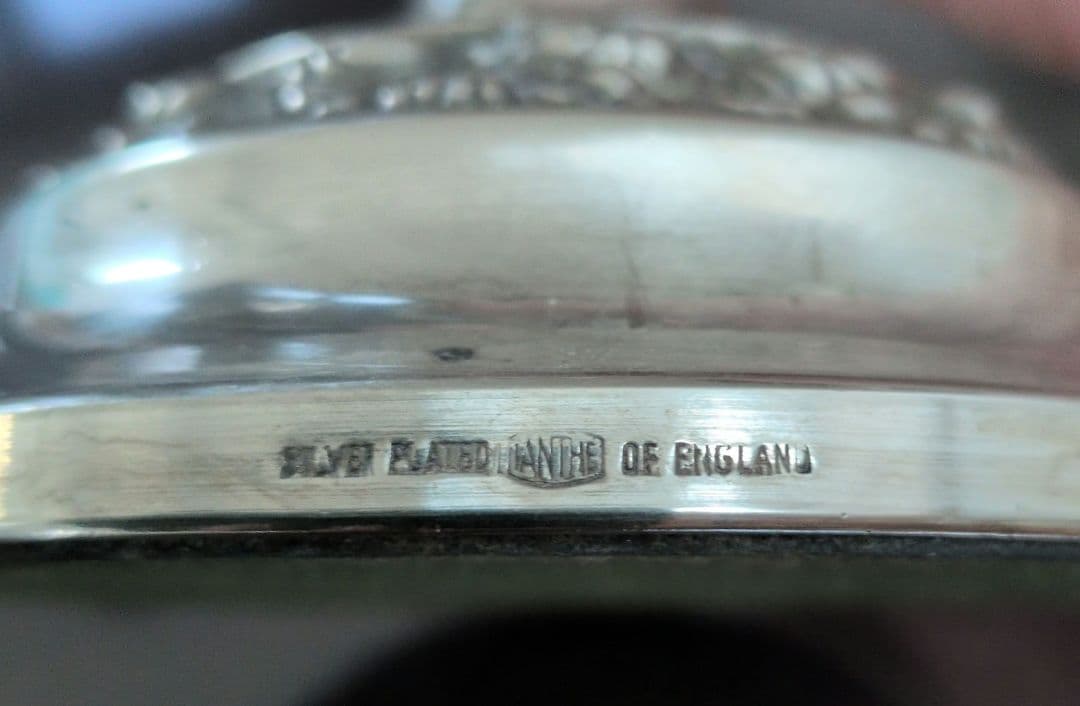 SILVER PLATED IANTHE OF ENGLAND